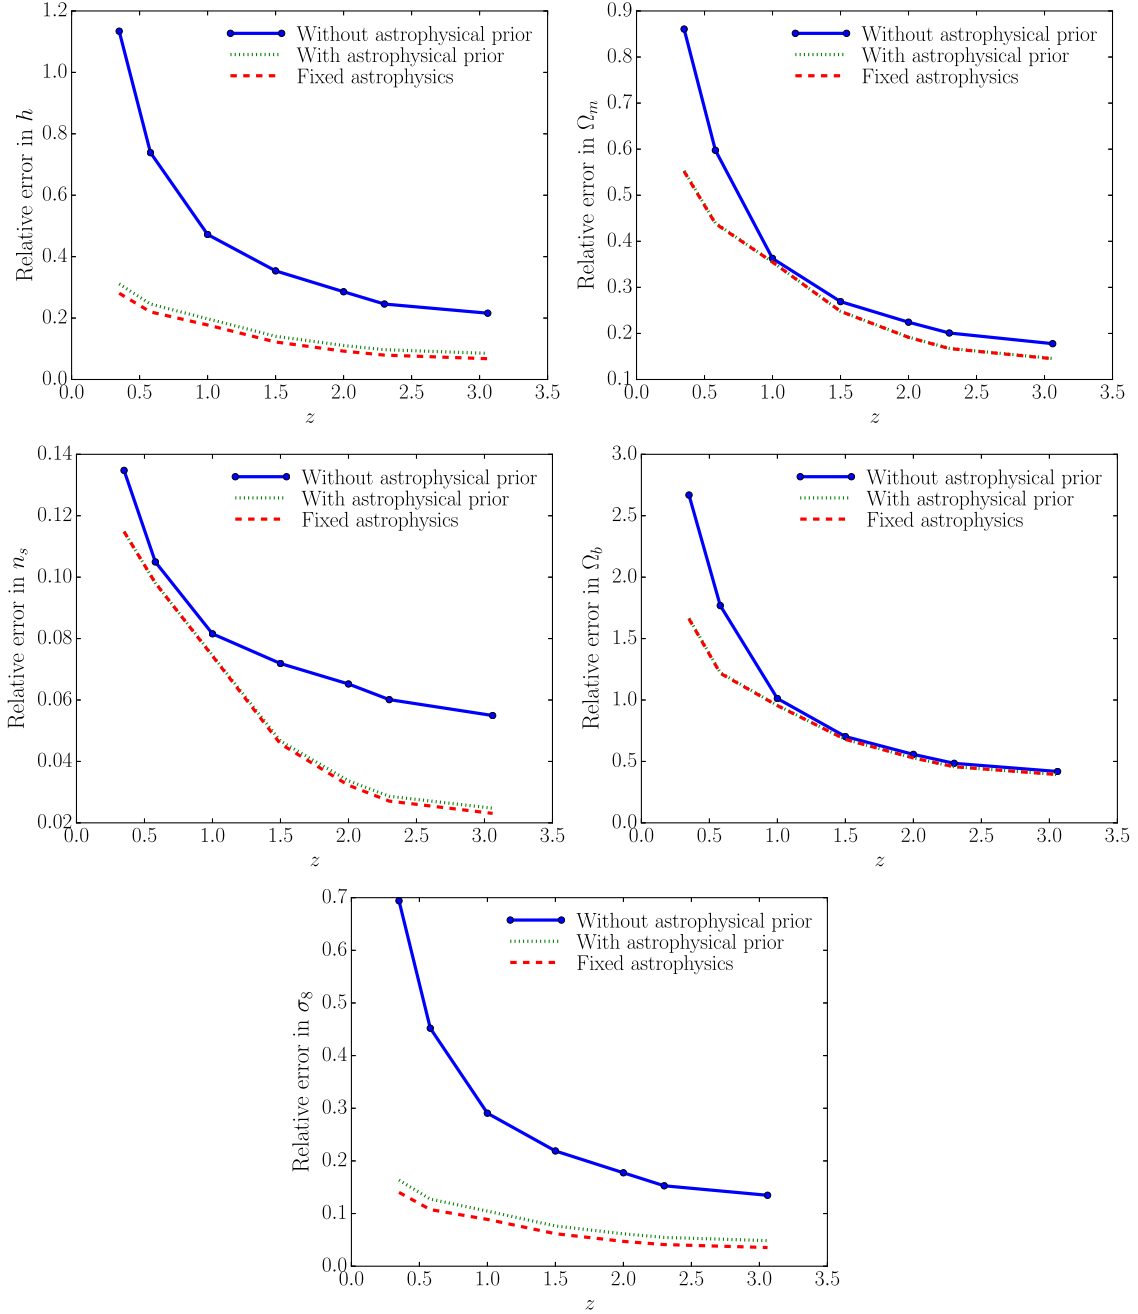 1.2
1.0
0.8
0.6
0.4
0.2
0.0
Relative error in h
Without astrophysical prior
With astrophysical prior
Fixed astrophysics
0.0 0.5 1.0 1.5 2.0 2.5 3.0 3.5
z
0.9
0.8
0.7
0.6
0.5
0.4
0.3
0.2
0.1
Relative error in Ωm
Without astrophysical prior
With astrophysical prior
Fixed astrophysics
0.0 0.5 1.0 1.5 2.0 2.5 3.0 3.5
z
0.14
0.12
0.10
0.08
0.06
0.04
0.02
Relative error in ns
Without astrophysical prior
With astrophysical prior
Fixed astrophysics
0.0 0.5 1.0 1.5 2.0 2.5 3.0 3.5
z
3.0
2.5
2.0
1.5
1.0
0.5
0.0
Relative error in Ωb
Without astrophysical prior
With astrophysical prior
Fixed astrophysics
0.0 0.5 1.0 1.5 2.0 2.5 3.0 3.5
z
0.7
0.6
0.5
0.4
0.3
0.2
0.1
0.0
Relative error in σ8
Without astrophysical prior
With astrophysical prior
Fixed astrophysics
0.0 0.5 1.0 1.5 2.0 2.5 3.0 3.5
z